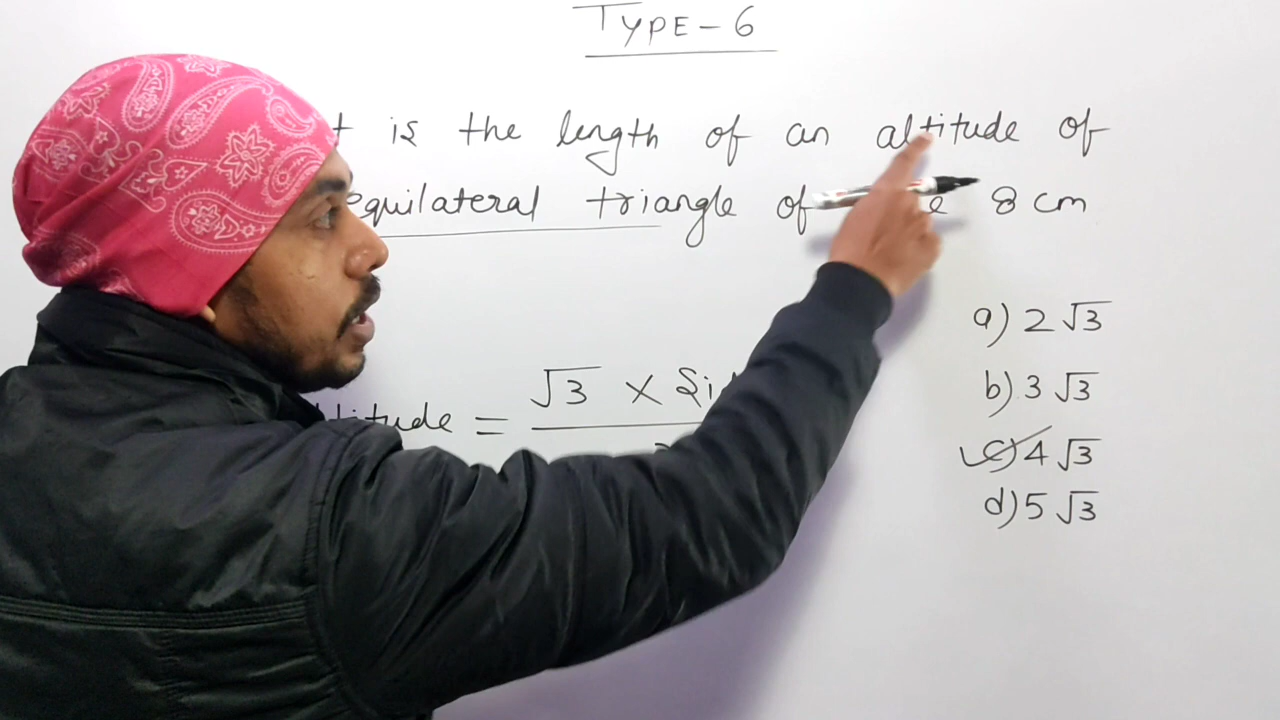 TYPE-6
is the length of an altitude of
equilateral triangle of 8 cm
a) 2√3
b) 3√3
= √3 ×
c) 4√3
d) 5√3